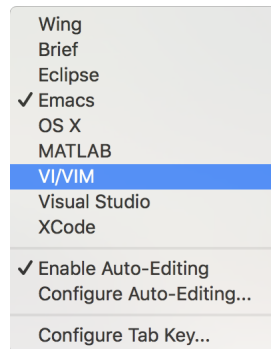 Wing
Brief
Eclipse
✓ Emacs
OS X
MATLAB
VI/VIM
Visual Studio
XCode
✓ Enable Auto-Editing
Configure Auto-Editing...
Configure Tab Key...